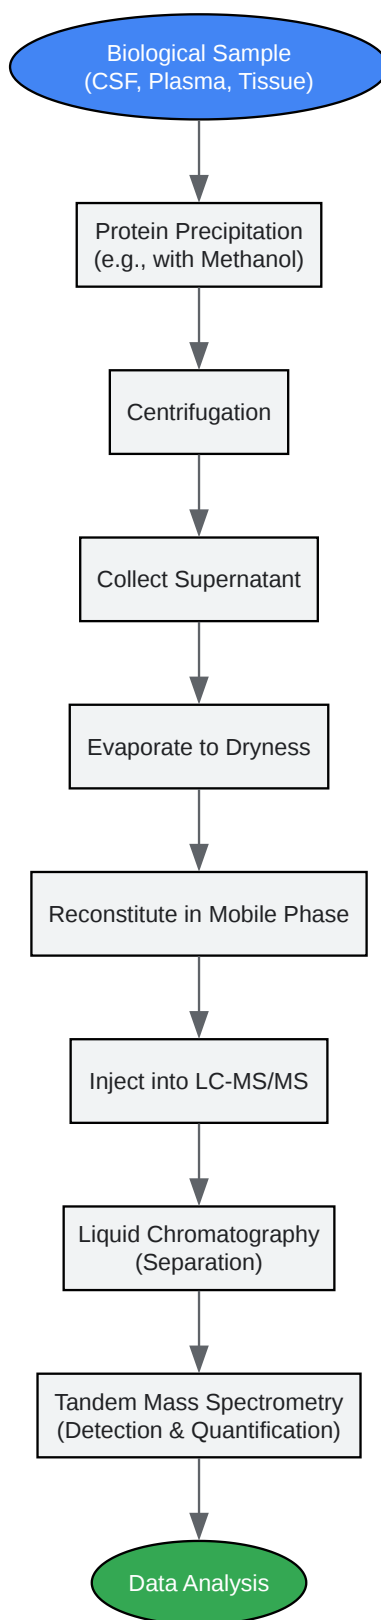 Biological Sample
(CSF, Plasma, Tissue)
Protein Precipitation
(e.g., with Methanol)
Centrifugation
Collect Supernatant
Evaporate to Dryness
Reconstitute in Mobile Phase
Inject into LC-MS/MS
Liquid Chromatography
(Separation)
Tandem Mass Spectrometry
(Detection & Quantification)
Data Analysis